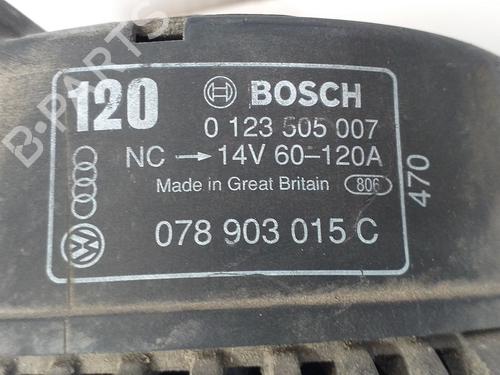 120
BOSCH
0 123 505 007
NC → 14V 60–120A
Made in Great Britain 806
078 903 015 C
470
B-PARTS